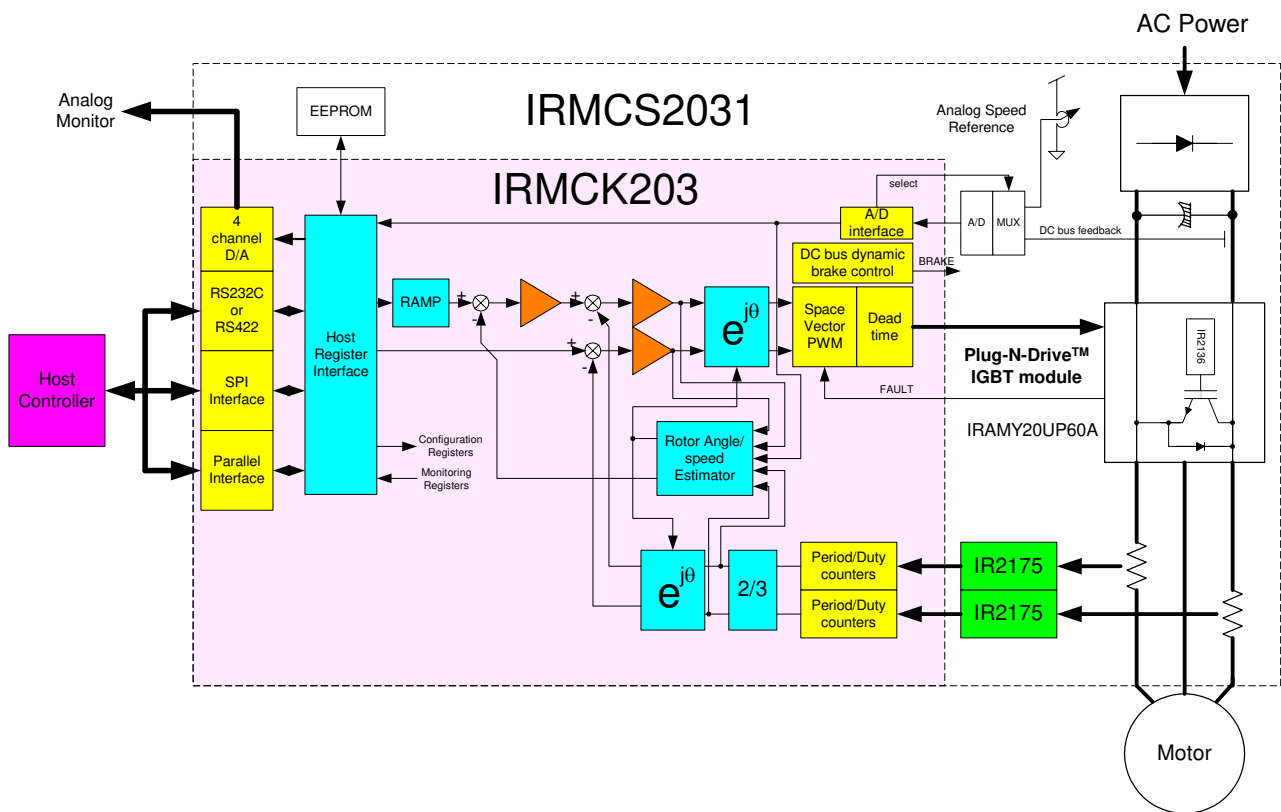 AC Power
Analog
Monitor
EEPROM
IRMCS2031
Analog Speed
Reference
IRMCK203
select
4
channel
D/A
A/D
interface
A/D
MUX
DC bus feedback
DC bus dynamic
brake control
BRAKE
RS232C
or
RS422
Host
Register
Interface
RAMP
+
-
+
-
+
-
e
jθ
Space
Vector
PWM
Dead
time
Plug-N-Drive™
IGBT module
IR2136
FAULT
IRAMY20UP60A
Host
Controller
SPI
Interface
Parallel
Interface
Configuration
Registers
Monitoring
Registers
Rotor Angle/
speed
Estimator
e
jθ
2/3
Period/Duty
counters
Period/Duty
counters
IR2175
IR2175
Motor